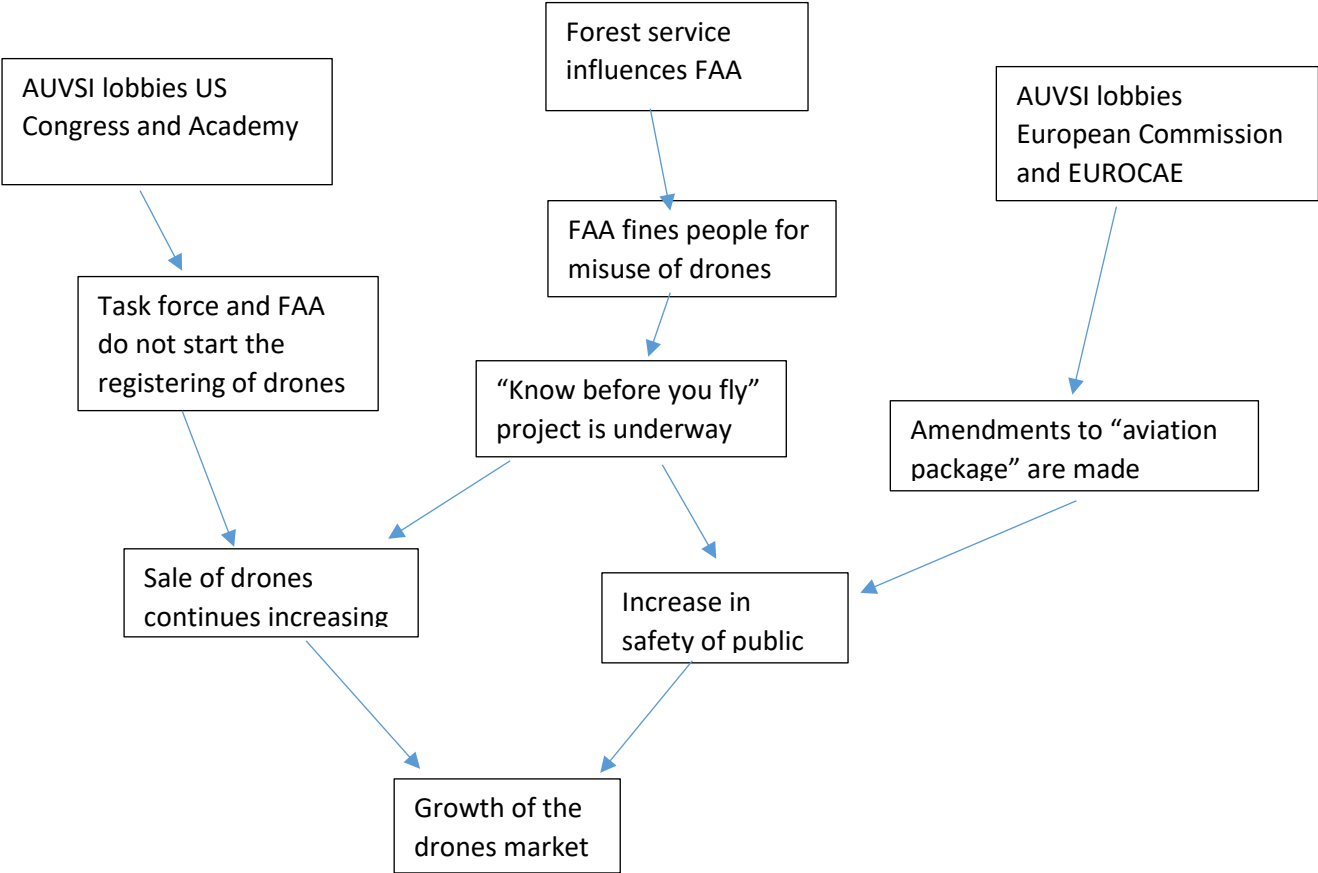 Forest service
influences FAA
AUVSI lobbies US
Congress and Academy
AUVSI lobbies
European Commission
and EUROCAE
FAA fines people for
misuse of drones
Task force and FAA
do not start the
registering of drones
“Know before you fly”
project is underway
Amendments to “aviation
package” are made
Sale of drones
continues increasing
Increase in
safety of public
Growth of the
drones market